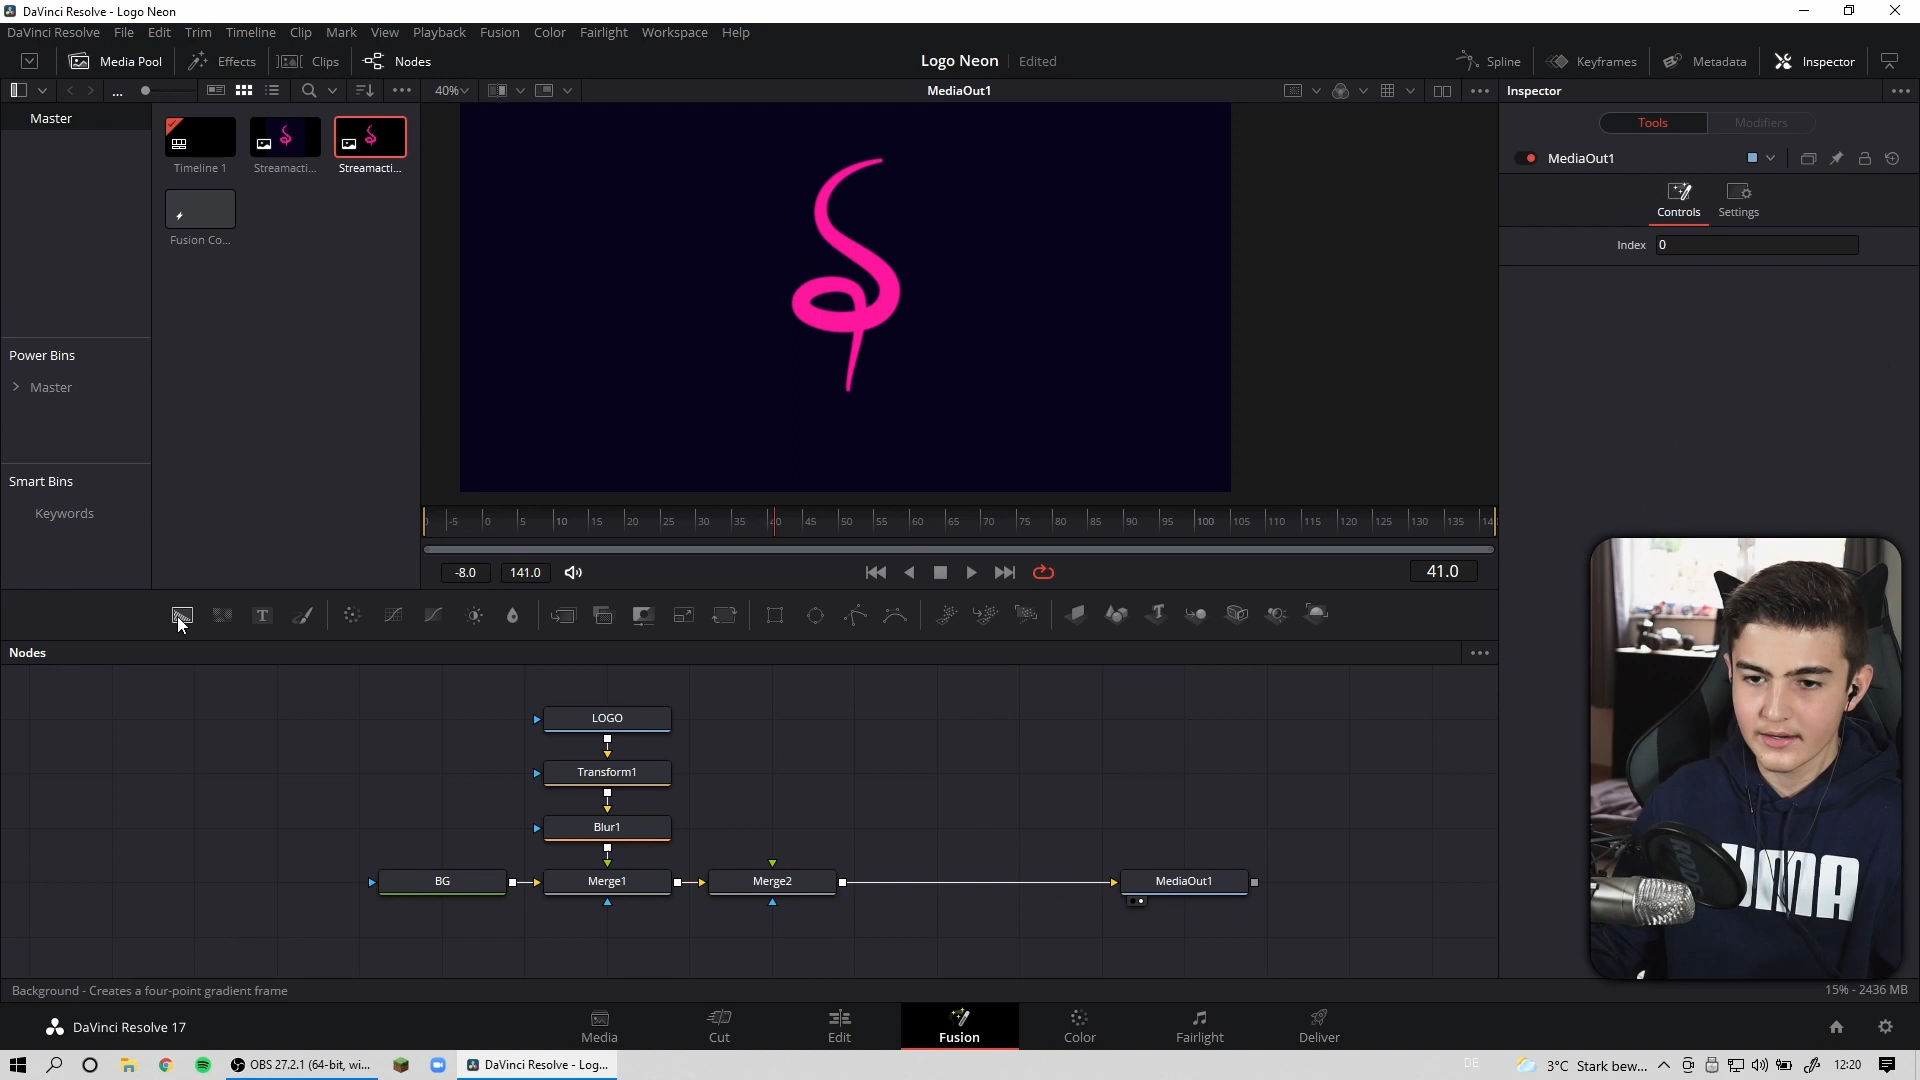 DaVinci Resolve - Logo Neon
DaVinci Resolve File Edit Trim Timeline Clip Mark View Playback Fusion Color Fairlight Workspace Help
Media Pool Effects Clips Nodes Logo Neon Edited Spline Keyframes Metadata Inspector
... 40% MediaOut1 Inspector
Master
Tools Modifiers
Timeline 1 Streamacti... Streamacti...
MediaOut1
Controls Settings
Fusion Co...
Index 0
Power Bins
Master
Smart Bins
Keywords
-5 0 5 10 15 20 25 30 35 40 45 50 55 60 65 70 75 80 85 90 95 100 105 110 115 120 125 130 135 14
-8.0 141.0 41.0
T
Nodes
LOGO
Transform1
Blur1
BG Merge1 Merge2 MediaOut1
RODE
PUMA
Background - Creates a four-point gradient frame 15% - 2436 MB
DaVinci Resolve 17
Media Cut Edit Fusion Color Fairlight Deliver
OBS 27.2.1 (64-bit, wi... DaVinci Resolve - Log... DE 3°C Stark bew... 12:20